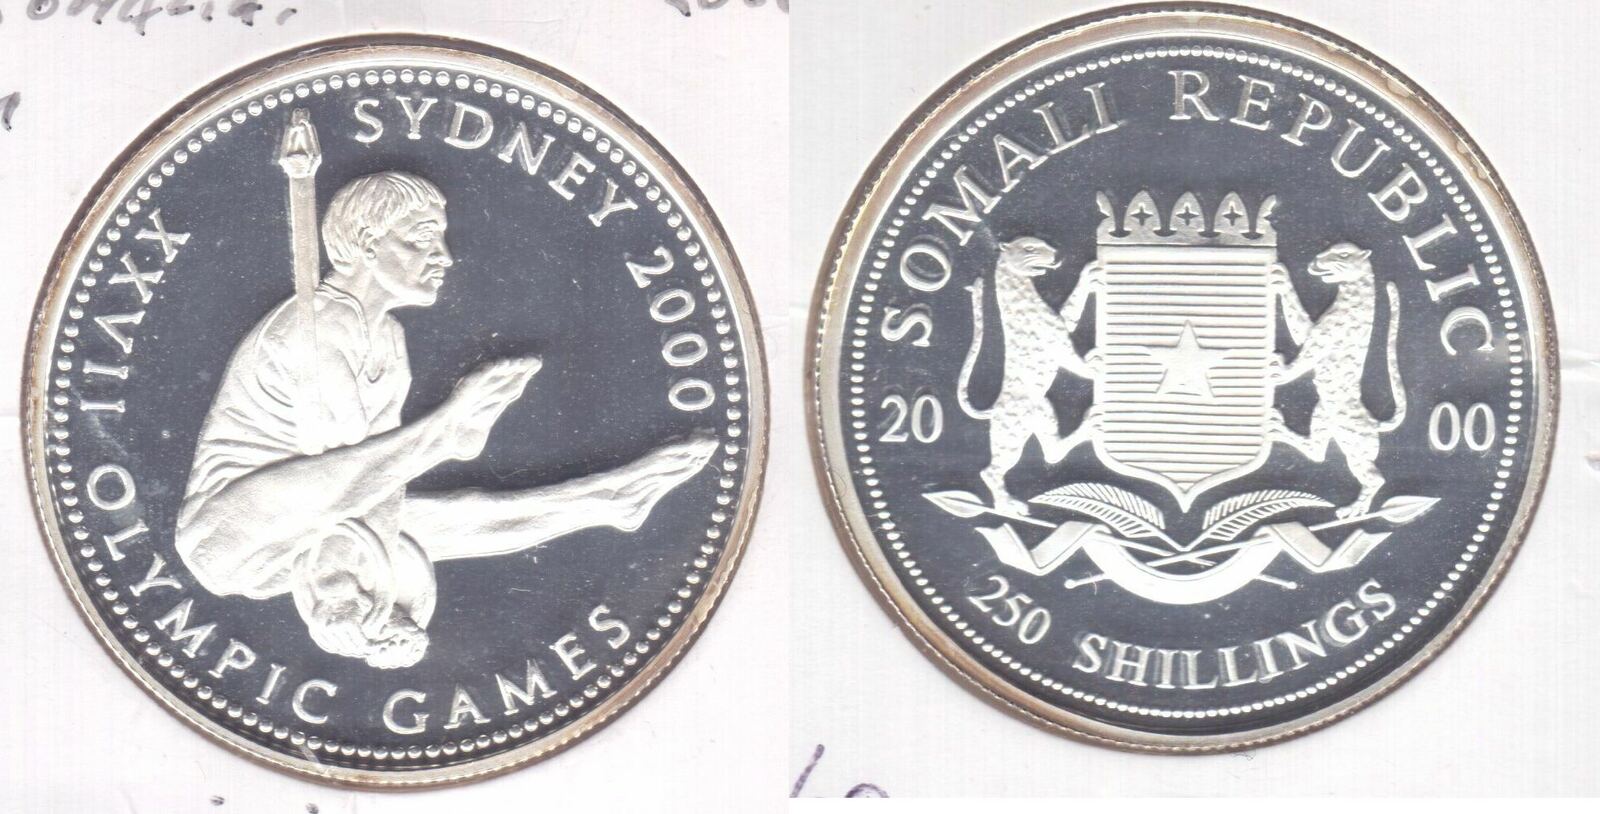 SYDNEY 2000
XXVII OLYMPIC GAMES
SOMALI REPUBLIC
20 00
250 SHILLINGS